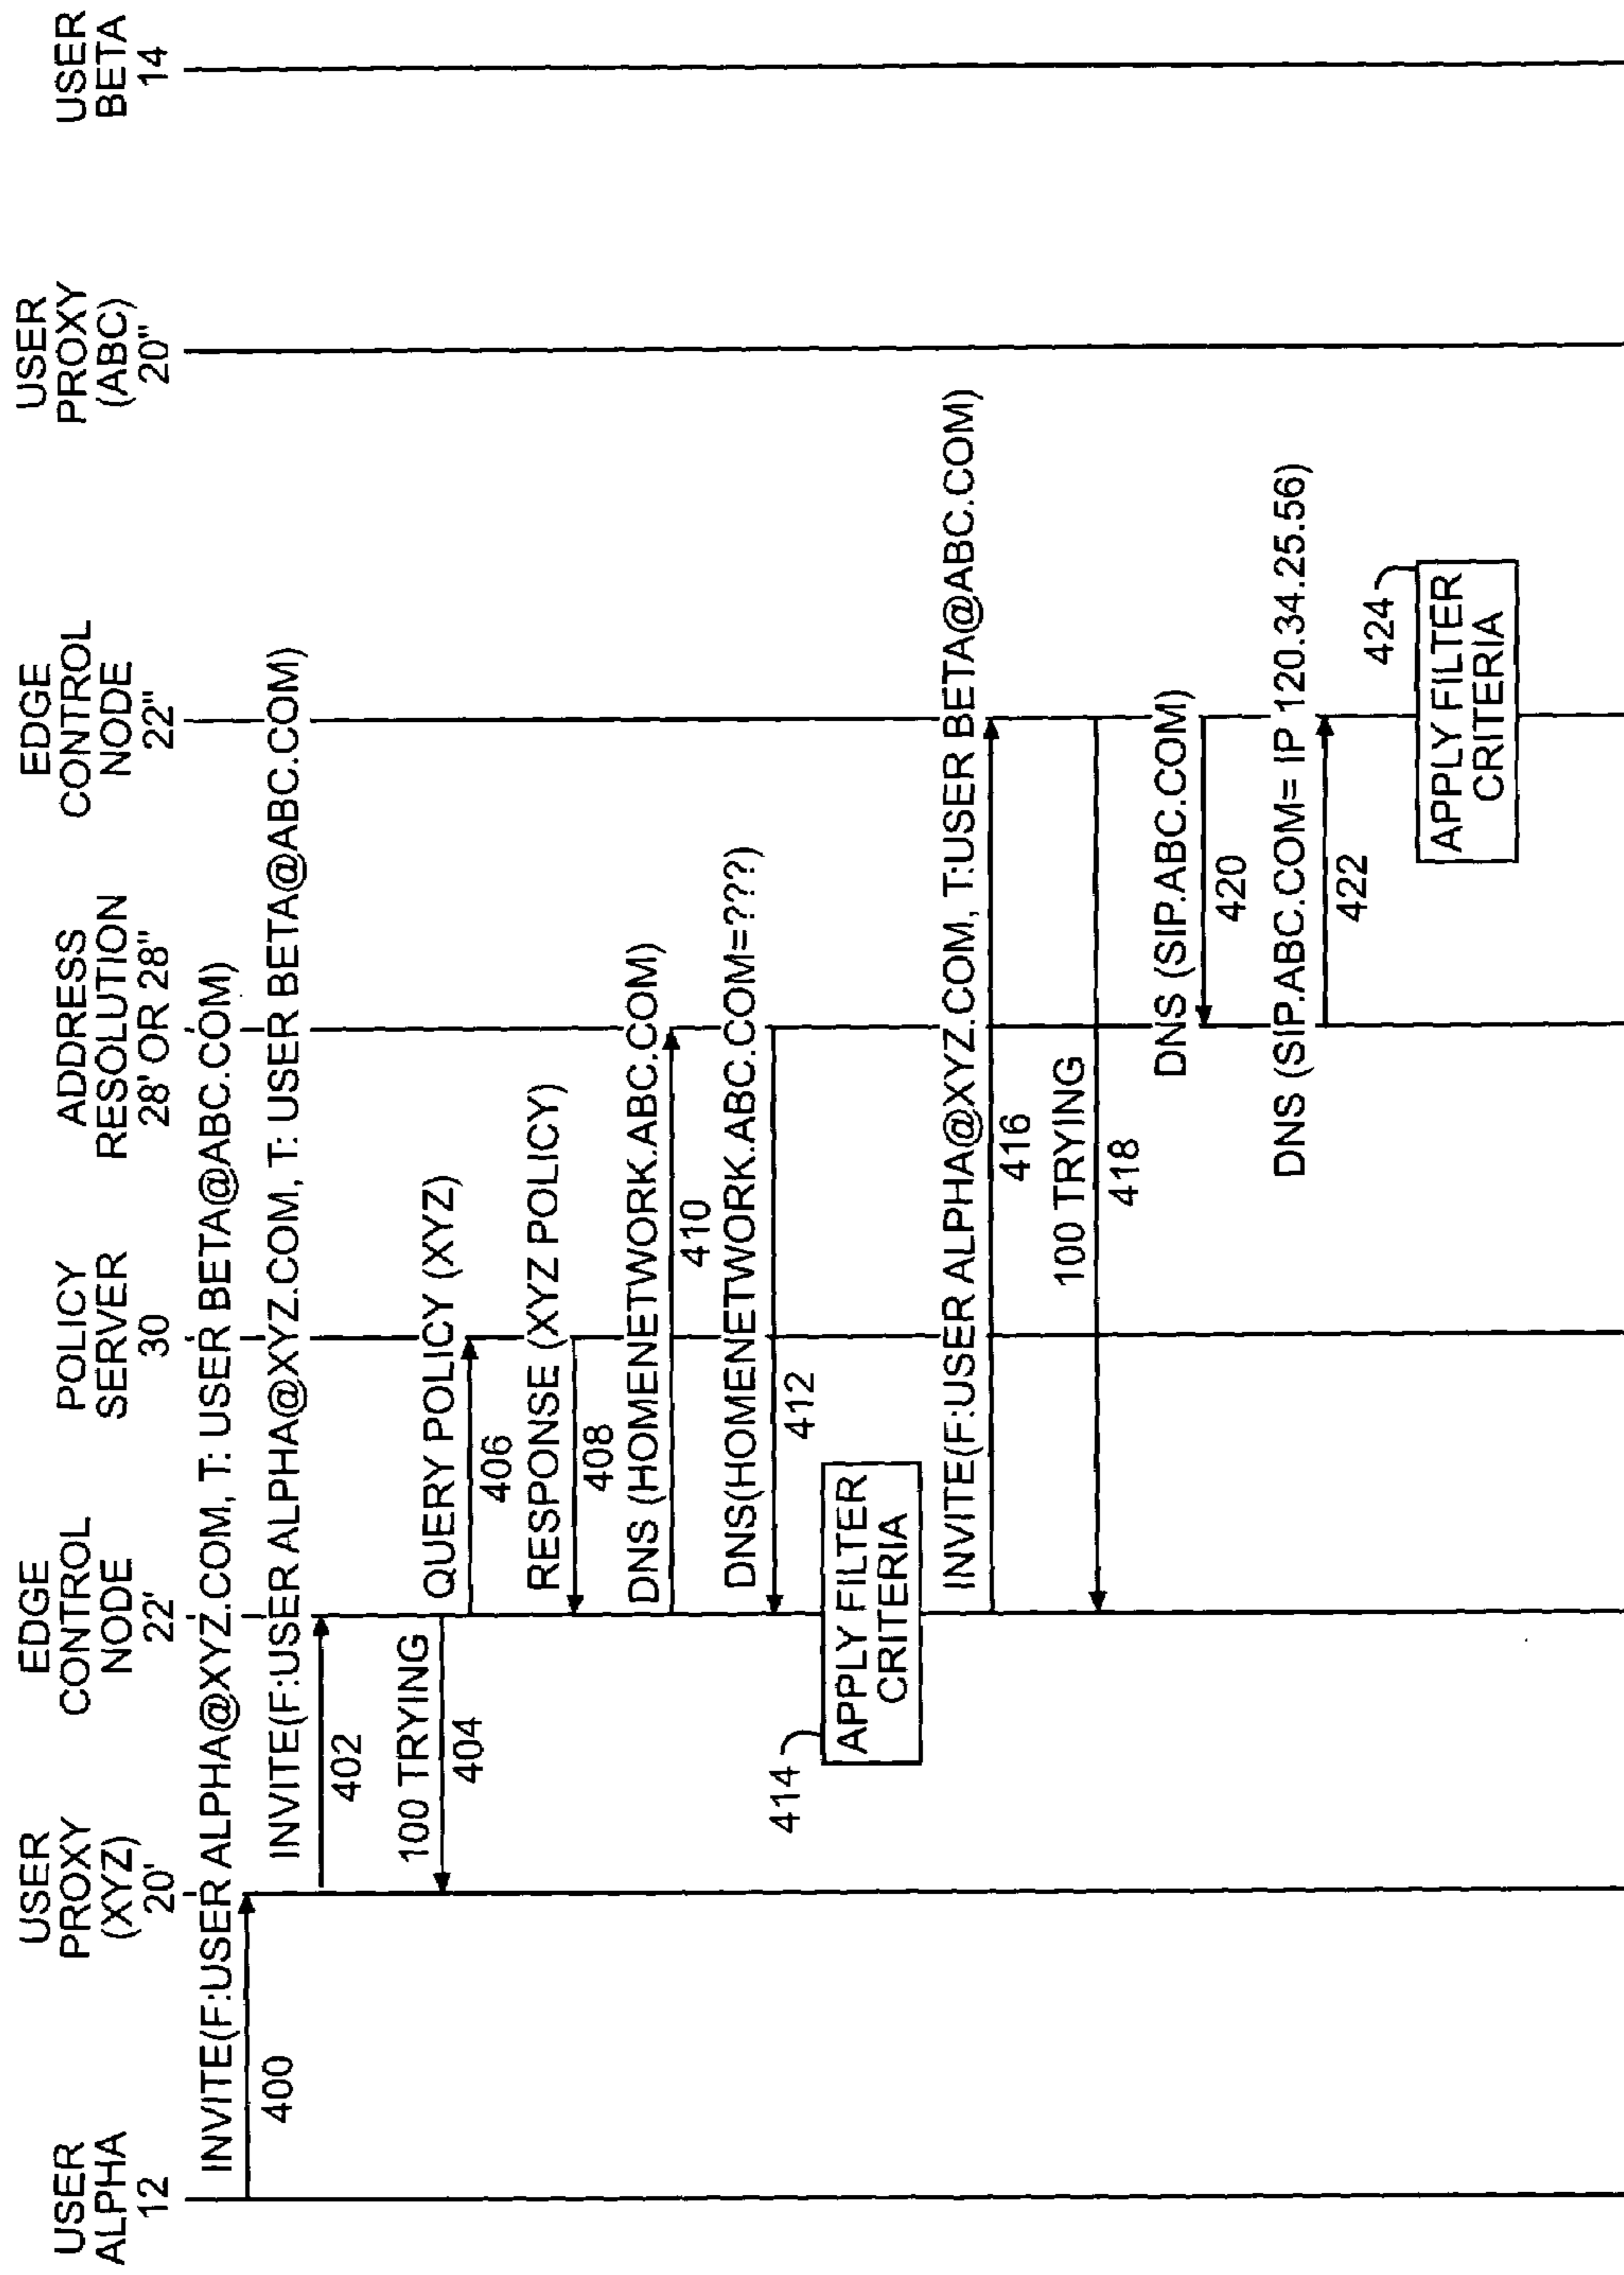 USER
ALPHA
12
USER
PROXY
(XYZ)
20'
EDGE
CONTROL
NODE
22'
POLICY
SERVER
30
ADDRESS
RESOLUTION
28' OR 28"
EDGE
CONTROL
NODE
22"
USER
PROXY
(ABC)
20"
USER
BETA
14
INVITE(F:USER ALPHA@XYZ.COM, T: USER BETA@ABC.COM)
400
INVITE(F:USER ALPHA@XYZ.COM, T: USER BETA@ABC.COM)
402
100 TRYING
404
QUERY POLICY (XYZ)
406
RESPONSE (XYZ POLICY)
408
DNS (HOMENETWORK.ABC.COM)
410
DNS(HOMENETWORK.ABC.COM=???)
412
414
APPLY FILTER
CRITERIA
INVITE(F:USER ALPHA@XYZ.COM, T:USER BETA@ABC.COM)
416
100 TRYING
418
DNS (SIP.ABC.COM)
420
DNS (SIP.ABC.COM= IP 120.34.25.56)
422
424
APPLY FILTER
CRITERIA